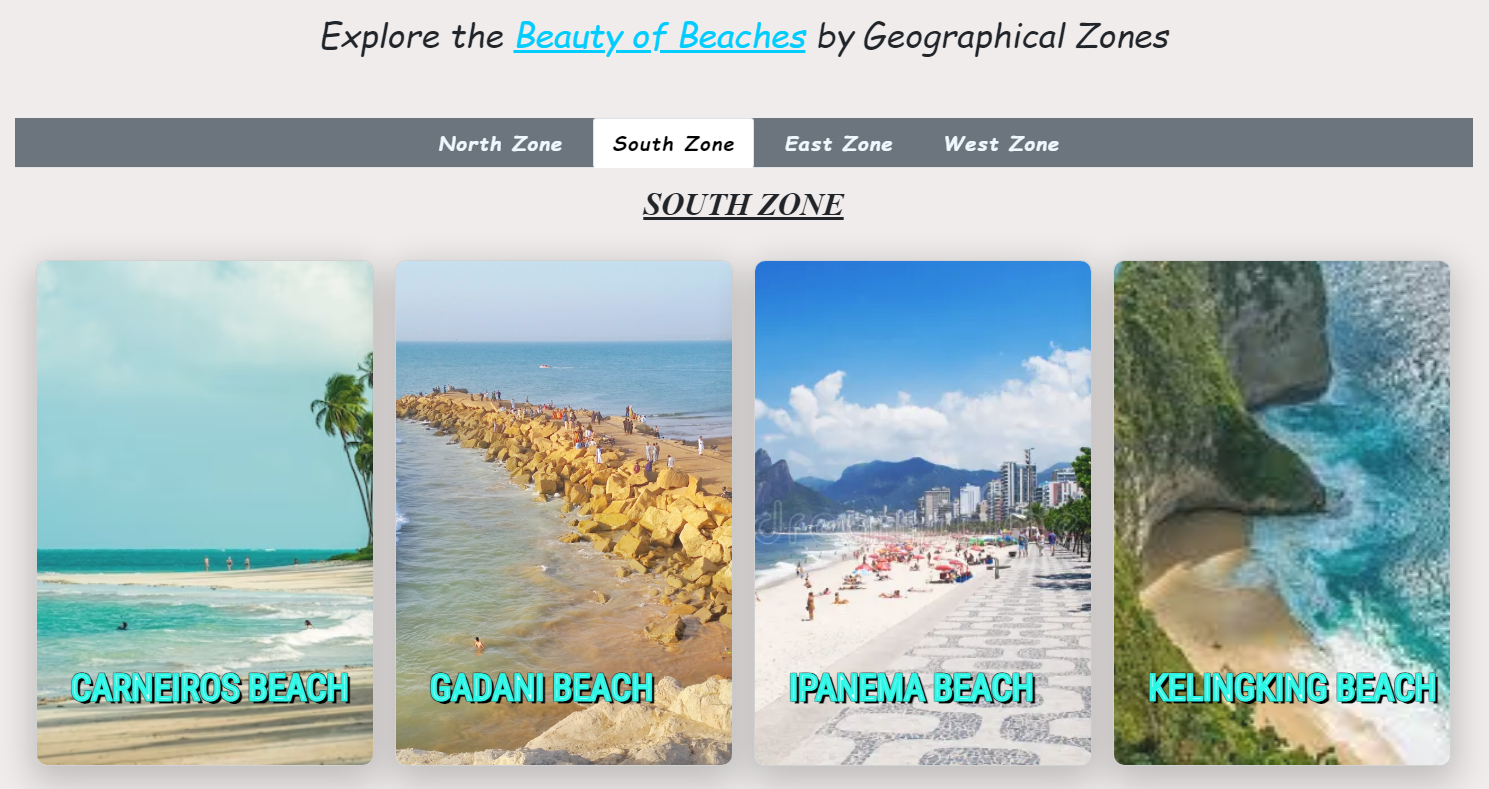 Explore the Beauty of Beaches by Geographical Zones
North Zone South Zone East Zone West Zone
SOUTH ZONE
CARNEIROS BEACH
GADANI BEACH
IPANEMA BEACH
KELINGKING BEACH